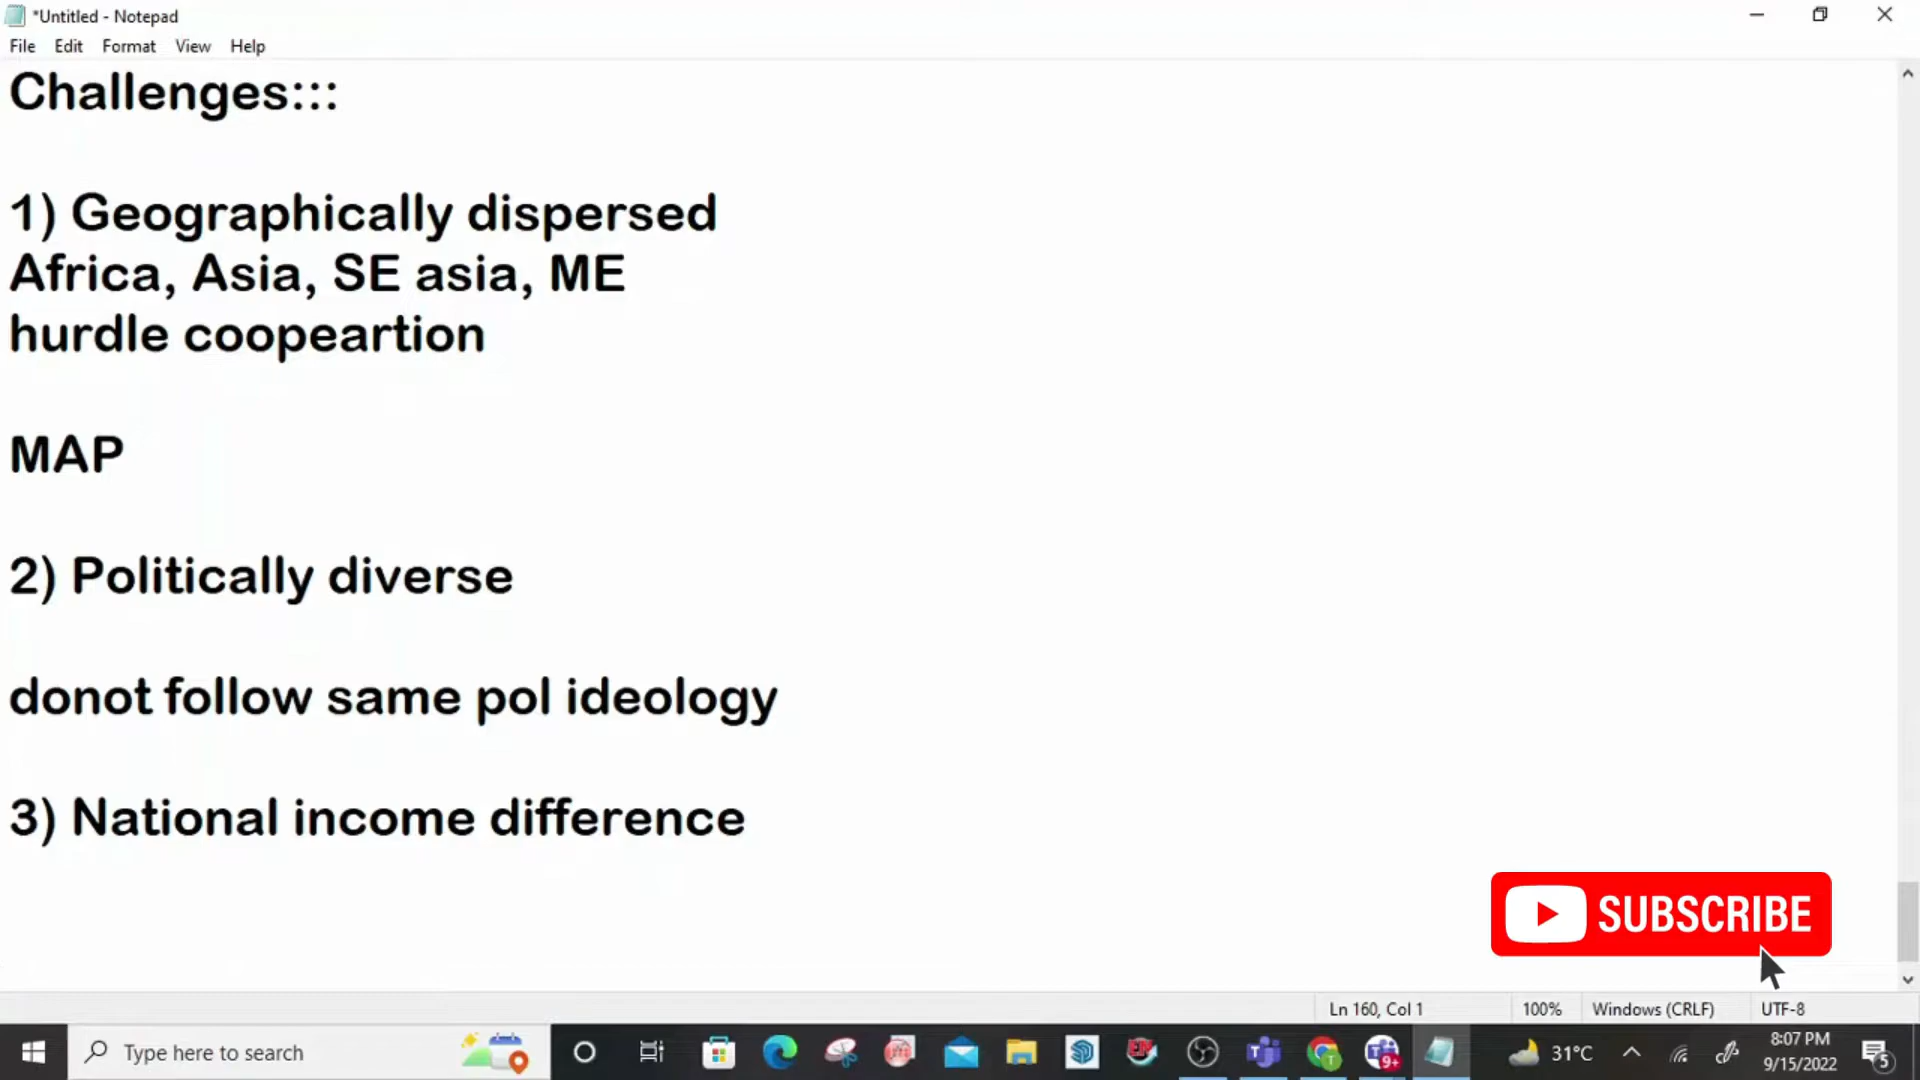 *Untitled - Notepad
File Edit Format View Help
Challenges:::
1) Geographically dispersed
Africa, Asia, SE asia, ME
hurdle coopeartion
MAP
2) Politically diverse
donot follow same pol ideology
3) National income difference
SUBSCRIBE
Ln 160, Col 1 100% Windows (CRLF) UTF-8
Type here to search 9+ 31°C 8:07 PM
9/15/2022 5